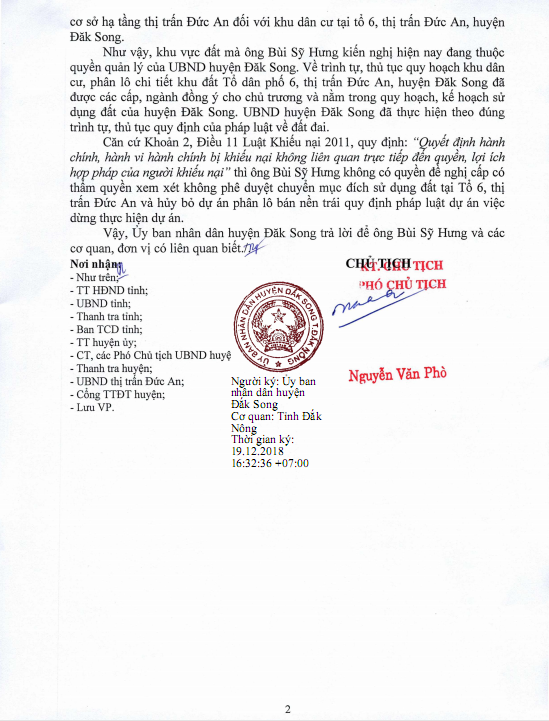 cơ sở hạ tầng thị trấn Đức An đối với khu dân cư tại tổ 6, thị trấn Đức An, huyện
Đăk Song.
Như vậy, khu vực đất mà ông Bùi Sỹ Hưng kiến nghị hiện nay đang thuộc
quyền quản lý của UBND huyện Đăk Song. Về trình tự, thủ tục quy hoạch khu dân
cư, phân lô chi tiết khu đất Tổ dân phố 6, thị trấn Đức An, huyện Đăk Song đã
được các cấp, ngành đồng ý cho chủ trương và nằm trong quy hoạch, kế hoạch sử
dụng đất của huyện Đăk Song. UBND huyện Đăk Song đã thực hiện theo đúng
trình tự, thủ tục quy định của pháp luật về đất đai.
Căn cứ Khoản 2, Điều 11 Luật Khiếu nại 2011, quy định: “Quyết định hành
chính, hành vi hành chính bị khiếu nại không liên quan trực tiếp đến quyền, lợi ích
hợp pháp của người khiếu nại” thì ông Bùi Sỹ Hưng không có quyền đề nghị cấp có
thẩm quyền xem xét không phê duyệt chuyển mục đích sử dụng đất tại Tổ 6, thị
trấn Đức An và hủy bỏ dự án phân lô bán nền trái quy định pháp luật dự án việc
dừng thực hiện dự án.
Vậy, Ủy ban nhân dân huyện Đăk Song trả lời để ông Bùi Sỹ Hưng và các
cơ quan, đơn vị có liên quan biết./.
Nơi nhận:
- Như trên;
- TT HĐND tỉnh;
- UBND tỉnh;
- Thanh tra tỉnh;
- Ban TCD tỉnh;
- TT huyện ủy;
- CT, các Phó Chủ tịch UBND huyệ
- Thanh tra huyện;
- UBND thị trấn Đức An;
- Cổng TTĐT huyện;
- Lưu VP.
CHỦ TỊCH
KT. CHỦ TỊCH
PHÓ CHỦ TỊCH
ỦY BAN NHÂN DÂN HUYỆN ĐẮK SONG T.ĐẮK NÔNG
Nguyễn Văn Phò
Người ký: Ủy ban
nhân dân huyện
Đắk Song
Cơ quan: Tỉnh Đắk
Nông
Thời gian ký:
19.12.2018
16:32:36 +07:00
2